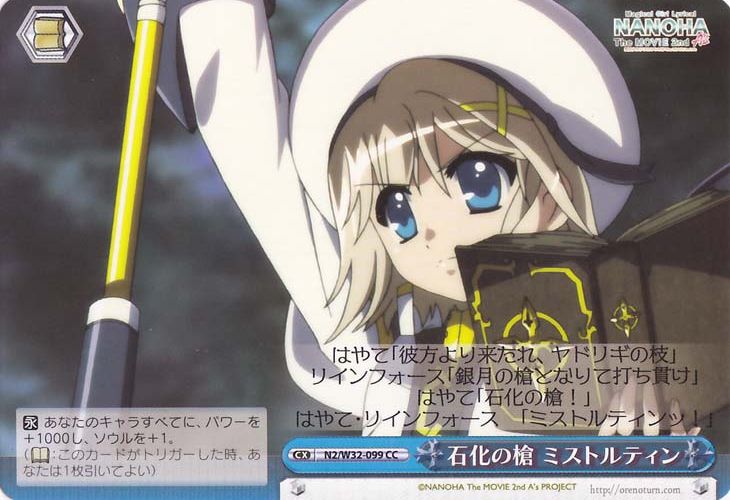 Magical Girl Lyrical
NANOHA
The MOVIE 2nd A's
はやて「彼方より来たれ、ヤドリギの枝」
リインフォース「銀月の槍となりて打ち貫け」
はやて「石化の槍！」
はやて・リインフォース 「ミストルティンッ！」
永 あなたのキャラすべてに、パワーを
+1000し、ソウルを+1。
(:このカードがトリガーした時、あ
なたは1枚引いてよい)
CX N2/W32-099 CC
石化の槍 ミストルティン
©NANOHA The MOVIE 2nd A's PROJECT
http://orenoturn.com